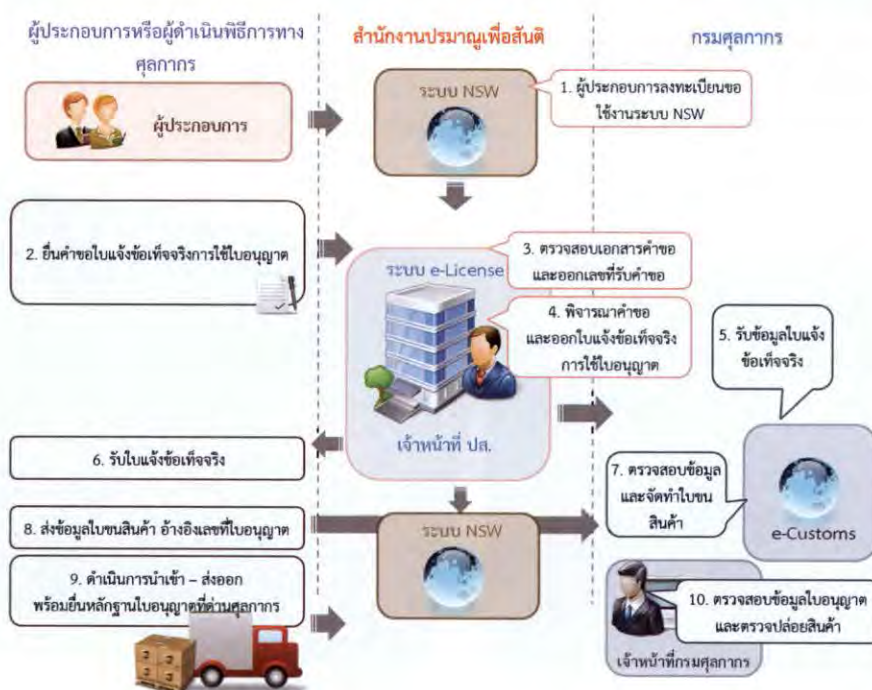 ผู้ประกอบการหรือผู้ดำเนินพิธีการทาง
ศุลกากร
สำนักงานปรมาณูเพื่อสันติ
กรมศุลกากร
ผู้ประกอบการ
ระบบ NSW
1. ผู้ประกอบการลงทะเบียนขอ
ใช้งานระบบ NSW
2. ยื่นคำขอใบแจ้งข้อเท็จจริงการใช้ใบอนุญาต
ระบบ e-License
3. ตรวจสอบเอกสารคำขอ
และออกเลขที่รับคำขอ
4. พิจารณาคำขอ
และออกใบแจ้งข้อเท็จจริง
การใช้ใบอนุญาต
เจ้าหน้าที่ ปส.
5. รับข้อมูลใบแจ้ง
ข้อเท็จจริง
6. รับใบแจ้งข้อเท็จจริง
7. ตรวจสอบข้อมูล
และจัดทำใบขน
สินค้า
e-Customs
8. ส่งข้อมูลใบขนสินค้า อ้างอิงเลขที่ใบอนุญาต
ระบบ NSW
9. ดำเนินการนำเข้า – ส่งออก
พร้อมยื่นหลักฐานใบอนุญาตที่ด่านศุลกากร
10. ตรวจสอบข้อมูลใบอนุญาต
และตรวจปล่อยสินค้า
เจ้าหน้าที่กรมศุลกากร